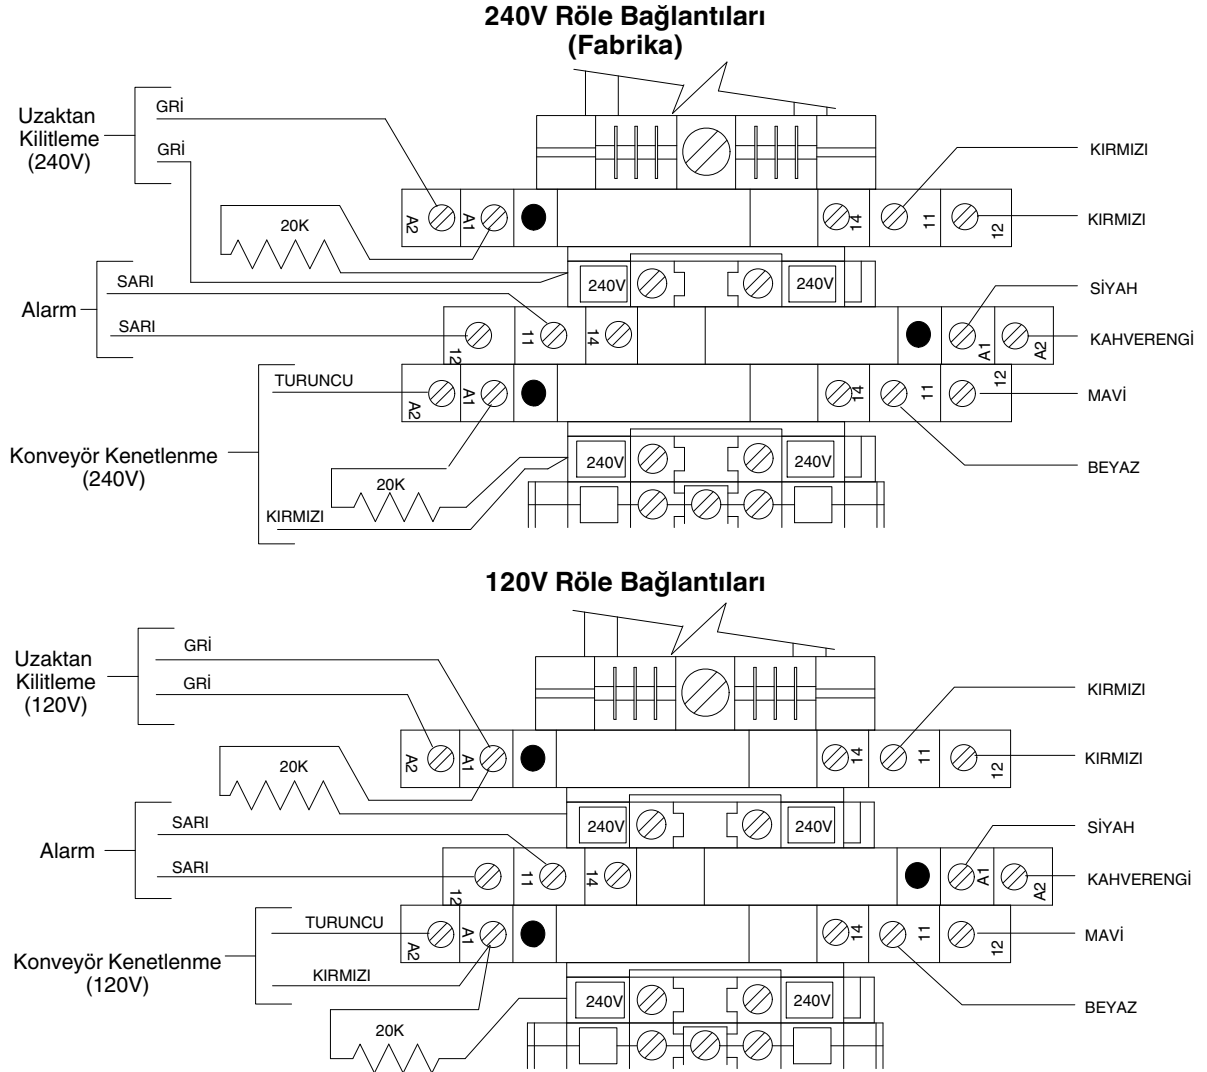 240V Röle Bağlantıları
(Fabrika)
Uzaktan
Kilitleme
(240V)
GRİ
GRİ
KIRMIZI
A2
A1
14
11
12
KIRMIZI
20K
240V
240V
SARI
SİYAH
Alarm
SARI
12
11
14
A1
A2
KAHVERENGİ
TURUNCU
A2
A1
14
11
12
MAVİ
Konveyör Kenetlenme
(240V)
240V
240V
BEYAZ
20K
KIRMIZI
120V Röle Bağlantıları
Uzaktan
Kilitleme
(120V)
GRİ
GRİ
KIRMIZI
A2
A1
14
11
12
KIRMIZI
20K
240V
240V
SARI
SİYAH
Alarm
SARI
12
11
14
A1
A2
KAHVERENGİ
TURUNCU
A2
A1
14
11
12
MAVİ
Konveyör Kenetlenme
(120V)
KIRMIZI
240V
240V
BEYAZ
20K